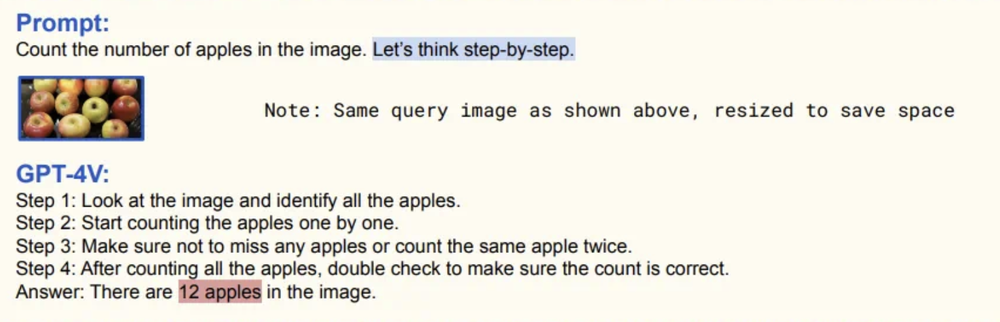 Prompt:
Count the number of apples in the image. Let's think step-by-step.
Note: Same query image as shown above, resized to save space
GPT-4V:
Step 1: Look at the image and identify all the apples.
Step 2: Start counting the apples one by one.
Step 3: Make sure not to miss any apples or count the same apple twice.
Step 4: After counting all the apples, double check to make sure the count is correct.
Answer: There are 12 apples in the image.